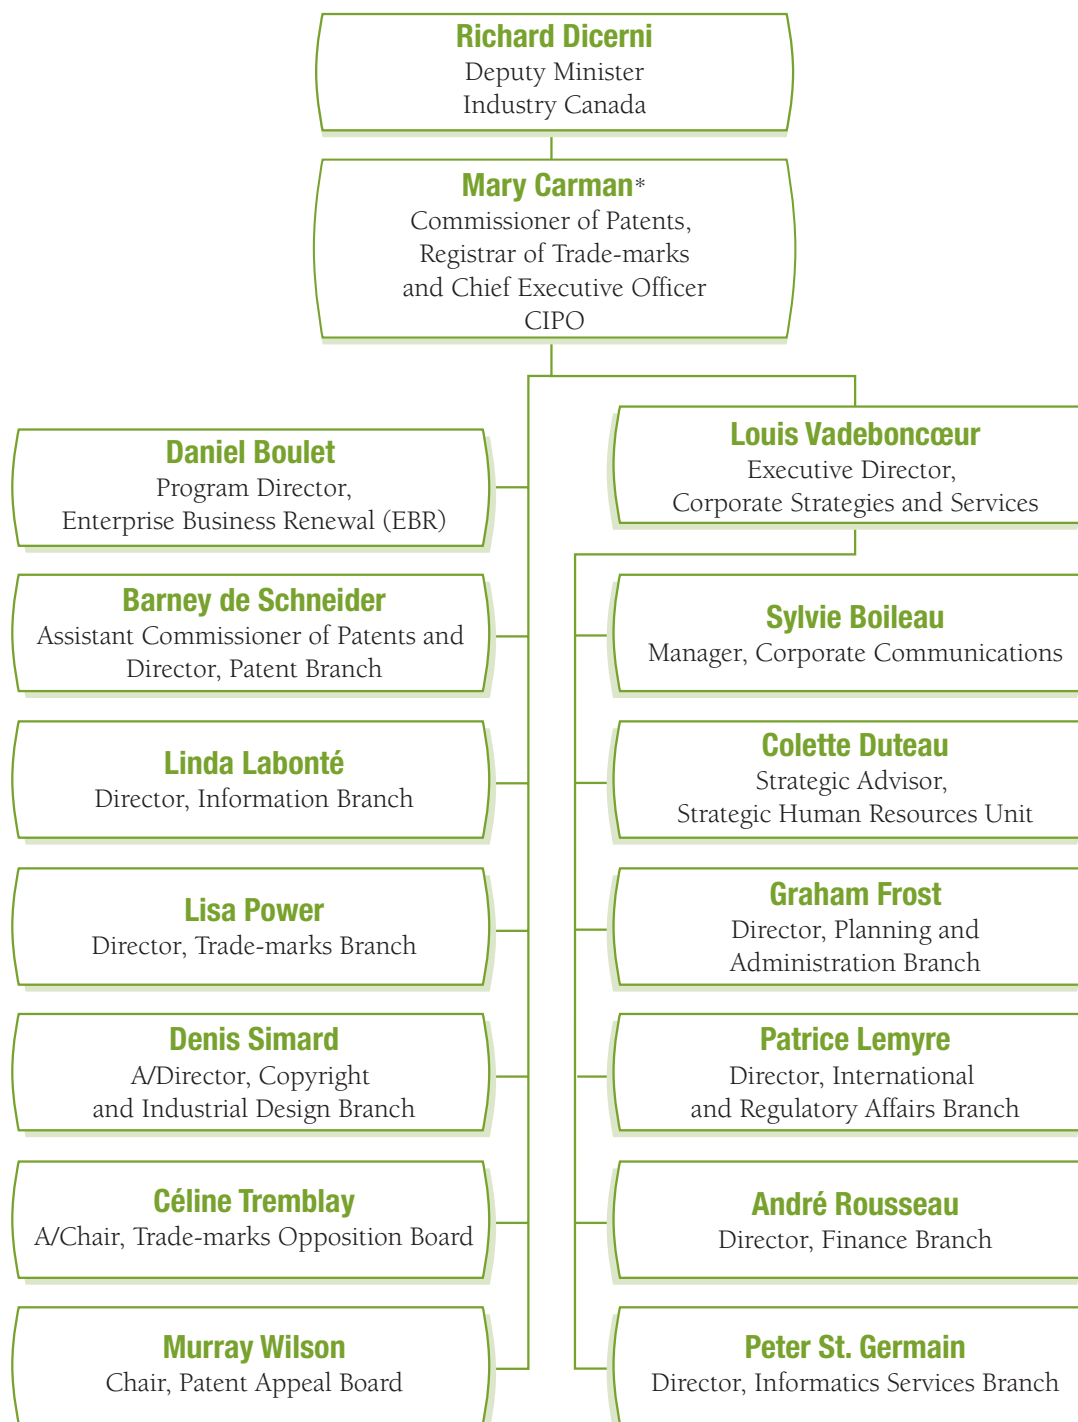 Richard Dicerni
Deputy Minister
Industry Canada
Mary Carman*
Commissioner of Patents,
Registrar of Trade-marks
and Chief Executive Officer
CIPO
Daniel Boulet
Program Director,
Enterprise Business Renewal (EBR)
Barney de Schneider
Assistant Commissioner of Patents and
Director, Patent Branch
Linda Labonté
Director, Information Branch
Lisa Power
Director, Trade-marks Branch
Denis Simard
A/Director, Copyright
and Industrial Design Branch
Céline Tremblay
A/Chair, Trade-marks Opposition Board
Murray Wilson
Chair, Patent Appeal Board
Louis Vadeboncœur
Executive Director,
Corporate Strategies and Services
Sylvie Boileau
Manager, Corporate Communications
Colette Duteau
Strategic Advisor,
Strategic Human Resources Unit
Graham Frost
Director, Planning and
Administration Branch
Patrice Lemyre
Director, International
and Regulatory Affairs Branch
André Rousseau
Director, Finance Branch
Peter St. Germain
Director, Informatics Services Branch